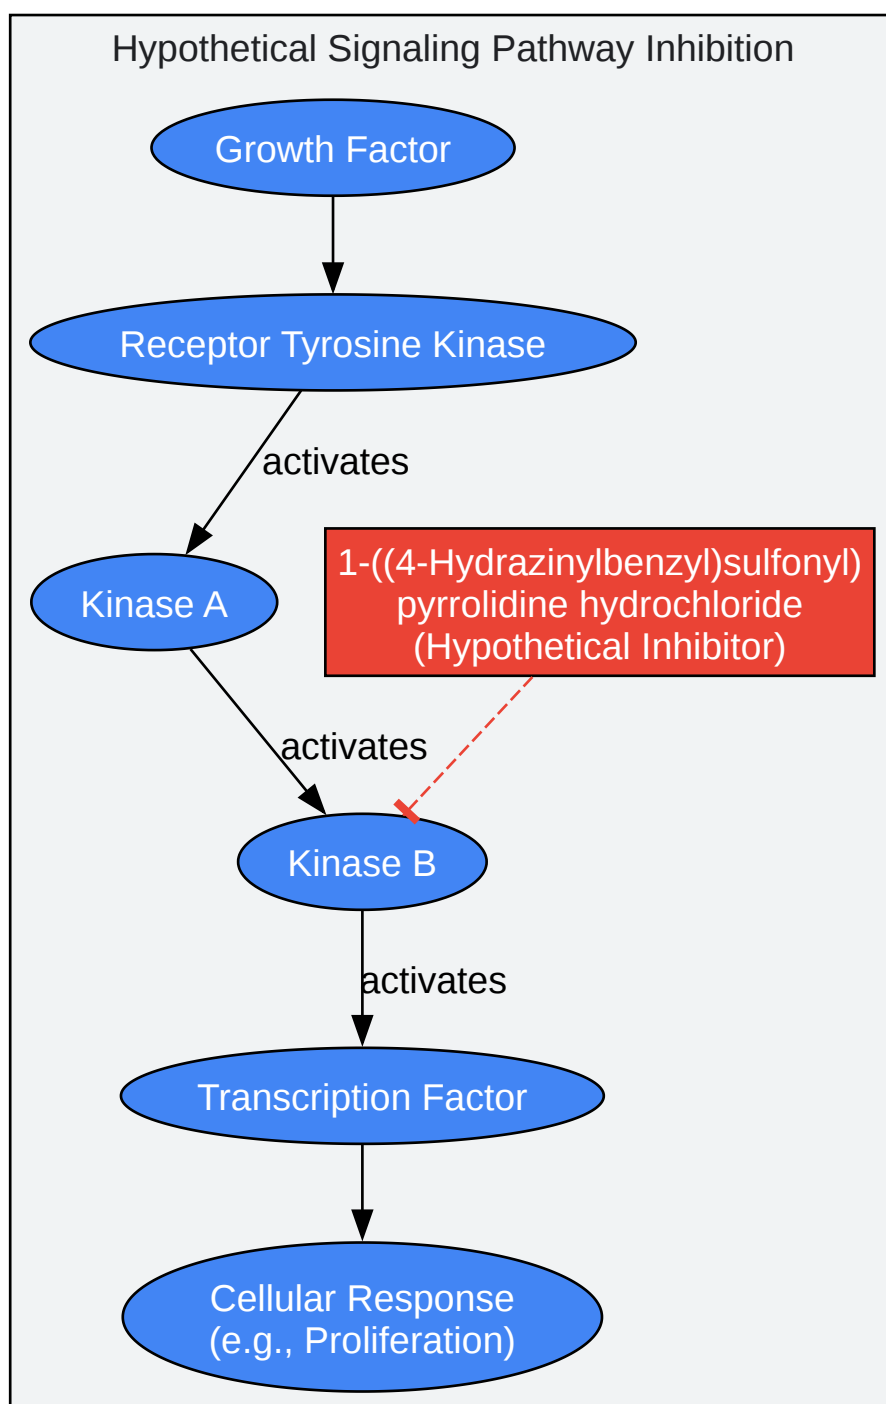 Hypothetical Signaling Pathway Inhibition
Growth Factor
Receptor Tyrosine Kinase
activates
Kinase A
1-((4-Hydrazinylbenzyl)sulfonyl)
pyrrolidine hydrochloride
(Hypothetical Inhibitor)
activates
Kinase B
activates
Transcription Factor
Cellular Response
(e.g., Proliferation)